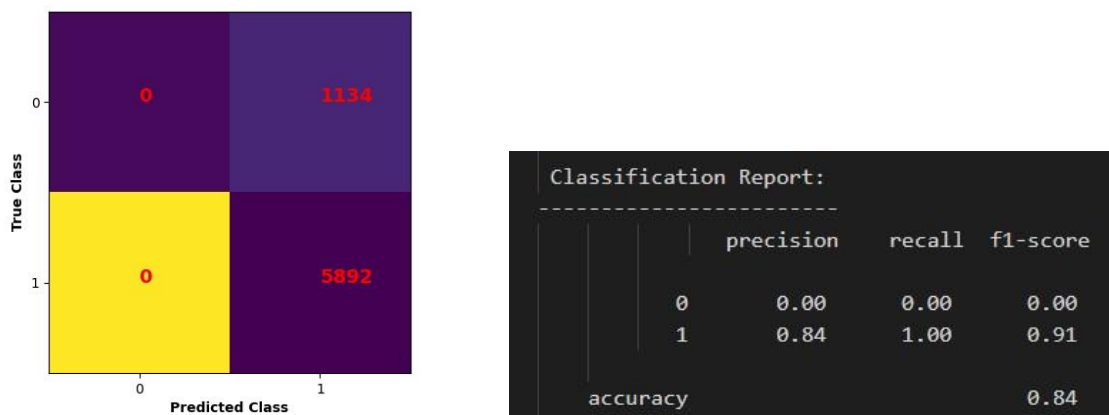 0 1134
0
True Class
0 5892
1
0 1
Predicted Class
Classification Report:
------------------------
precision recall f1-score
0 0.00 0.00 0.00
1 0.84 1.00 0.91
accuracy 0.84